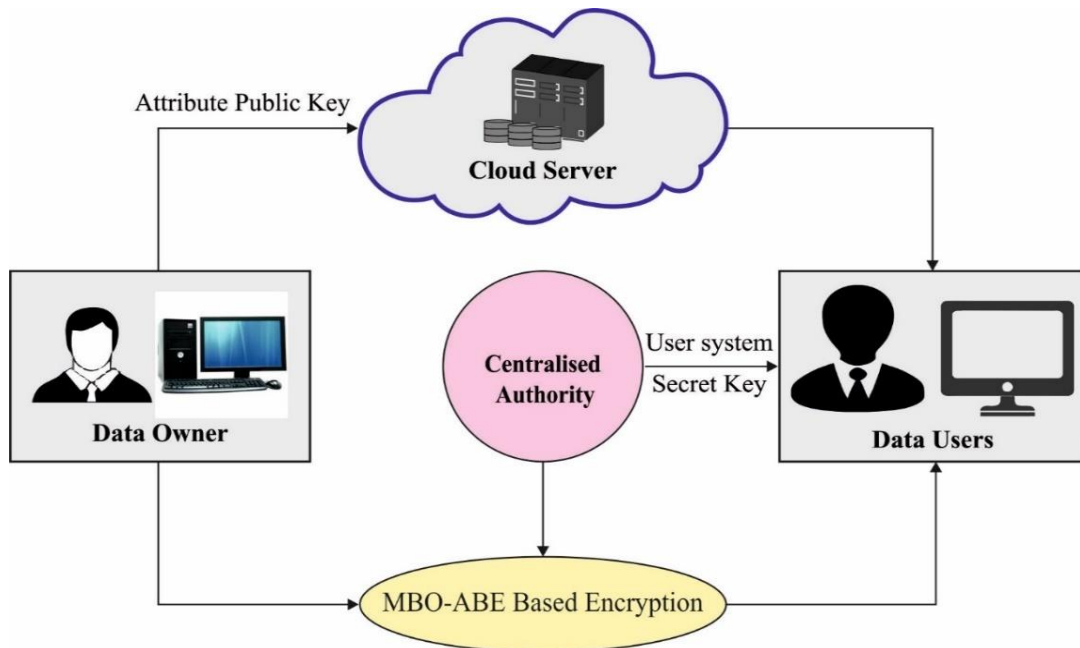 Attribute Public Key
Cloud Server
Data Owner
Centralised
Authority
User system
Secret Key
Data Users
MBO-ABE Based Encryption